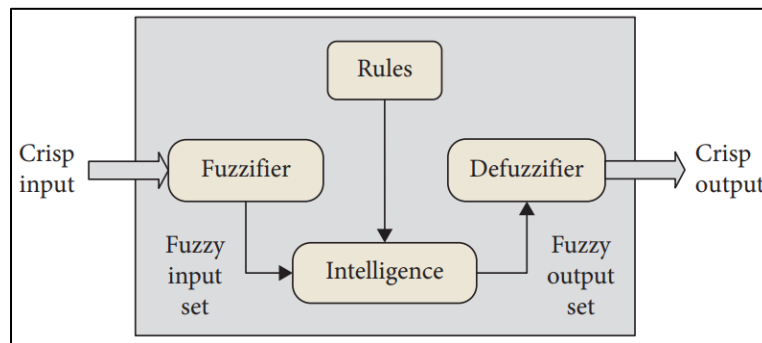 Rules
Crisp
input
Fuzzifier
Defuzzifier
Crisp
output
Fuzzy
input
set
Intelligence
Fuzzy
output
set